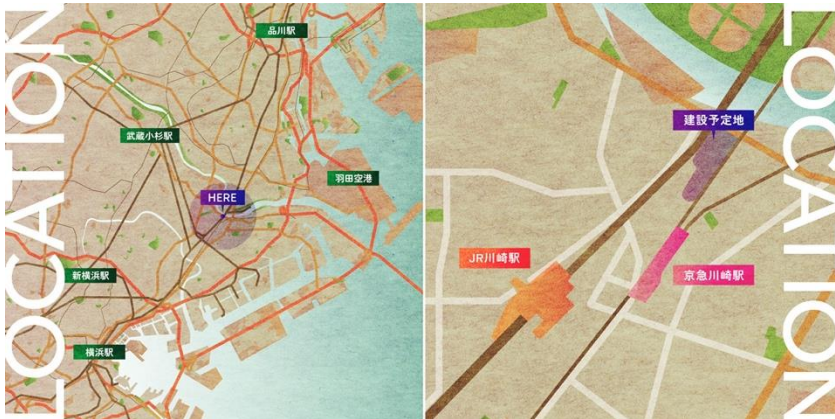 LOCATION
品川駅
武蔵小杉駅
羽田空港
HERE
新横浜駅
横浜駅
LOCATION
建設予定地
JR川崎駅
京急川崎駅